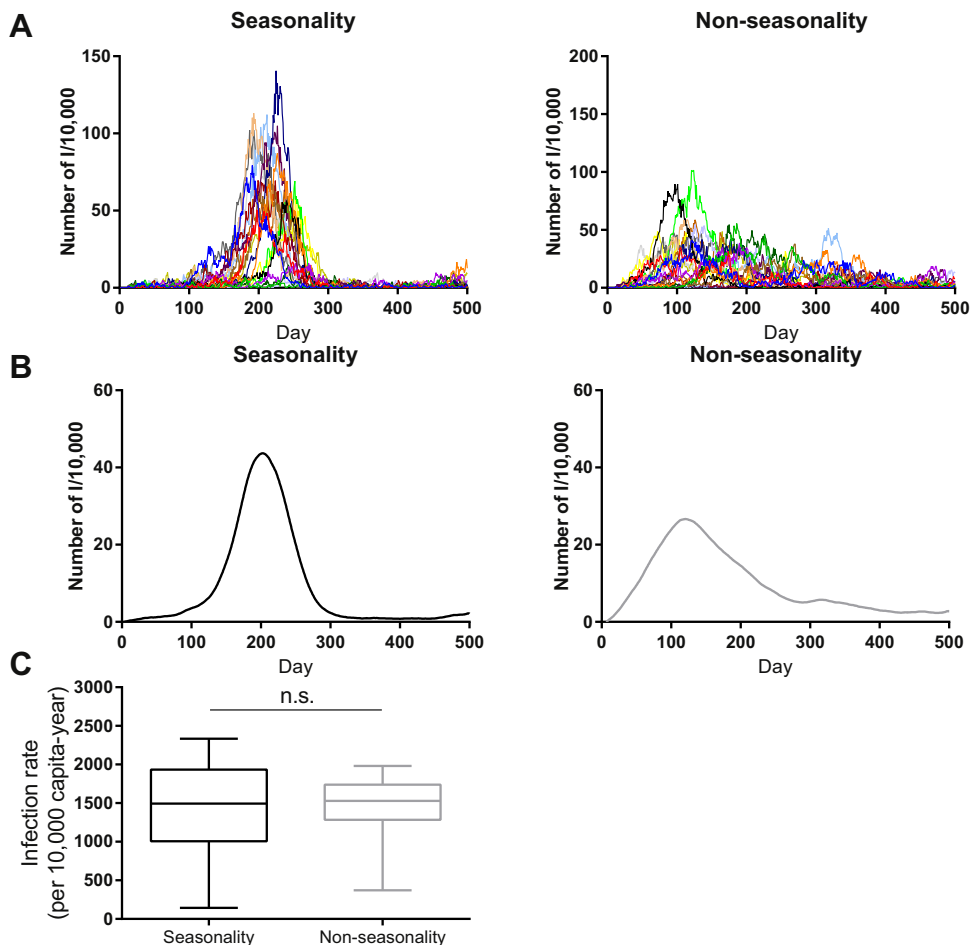 A
Seasonality
Non-seasonality
Number of I/10,000
150
100
50
0
0 100 200 300 400 500
Day
Number of I/10,000
200
150
100
50
0
0 100 200 300 400 500
Day
B
Seasonality
Non-seasonality
Number of I/10,000
60
40
20
0
0 100 200 300 400 500
Day
Number of I/10,000
60
40
20
0
0 100 200 300 400 500
Day
C
Infection rate
(per 10,000 capita-year)
3000
2500
2000
1500
1000
500
0
n.s.
Seasonality
Non-seasonality